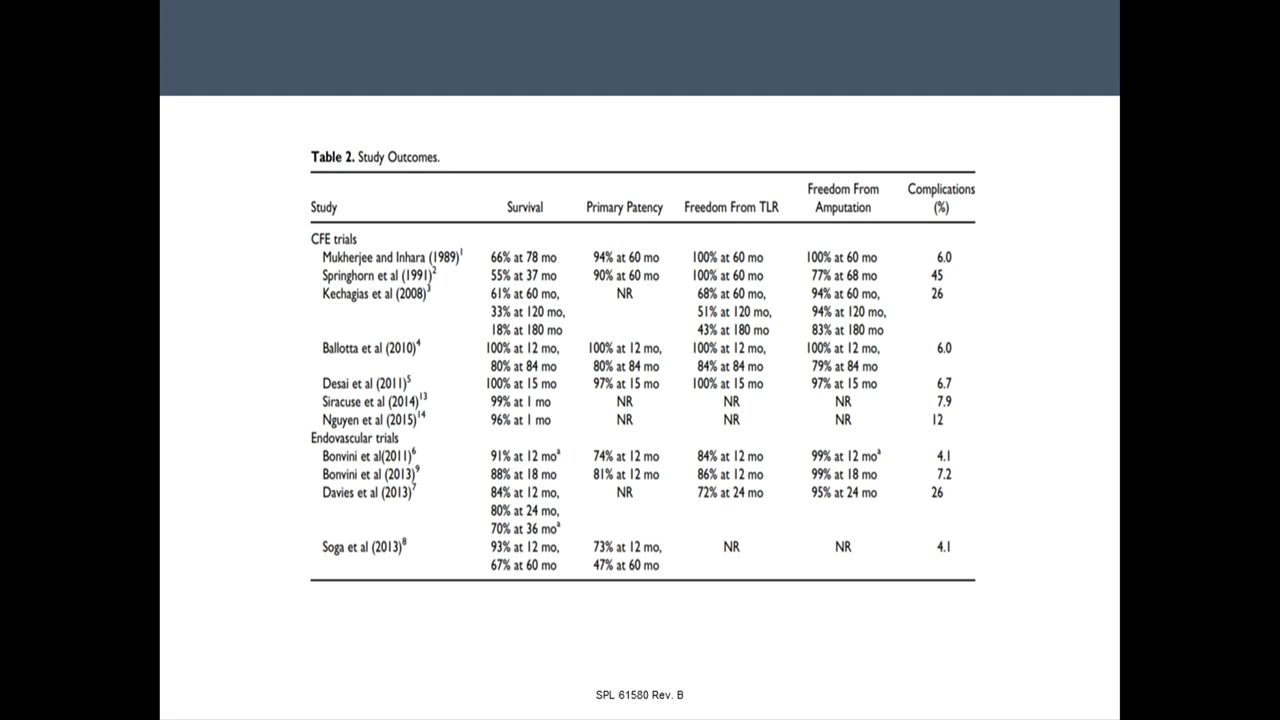 Table 2. Study Outcomes.
Freedom From Complications
Study Survival Primary Patency Freedom From TLR Amputation (%)
CFE trials
Mukherjee and Inhara (1989)1 66% at 78 mo 94% at 60 mo 100% at 60 mo 100% at 60 mo 6.0
Springhorn et al (1991)2 55% at 37 mo 90% at 60 mo 100% at 60 mo 77% at 68 mo 45
Kechagias et al (2008)3 61% at 60 mo, NR 68% at 60 mo, 94% at 60 mo, 26
33% at 120 mo, 51% at 120 mo, 94% at 120 mo,
18% at 180 mo 43% at 180 mo 83% at 180 mo
Ballotta et al (2010)4 100% at 12 mo, 100% at 12 mo, 100% at 12 mo, 100% at 12 mo, 6.0
80% at 84 mo 80% at 84 mo 84% at 84 mo 79% at 84 mo
Desai et al (2011)5 100% at 15 mo 97% at 15 mo 100% at 15 mo 97% at 15 mo 6.7
Siracuse et al (2014)13 99% at 1 mo NR NR NR 7.9
Nguyen et al (2015)14 96% at 1 mo NR NR NR 12
Endovascular trials
Bonvini et al(2011)6 91% at 12 moa 74% at 12 mo 84% at 12 mo 99% at 12 moa 4.1
Bonvini et al (2013)9 88% at 18 mo 81% at 12 mo 86% at 12 mo 99% at 18 mo 7.2
Davies et al (2013)7 84% at 12 mo, NR 72% at 24 mo 95% at 24 mo 26
80% at 24 mo,
70% at 36 moa
Soga et al (2013)8 93% at 12 mo, 73% at 12 mo, NR NR 4.1
67% at 60 mo 47% at 60 mo
SPL 61580 Rev. B